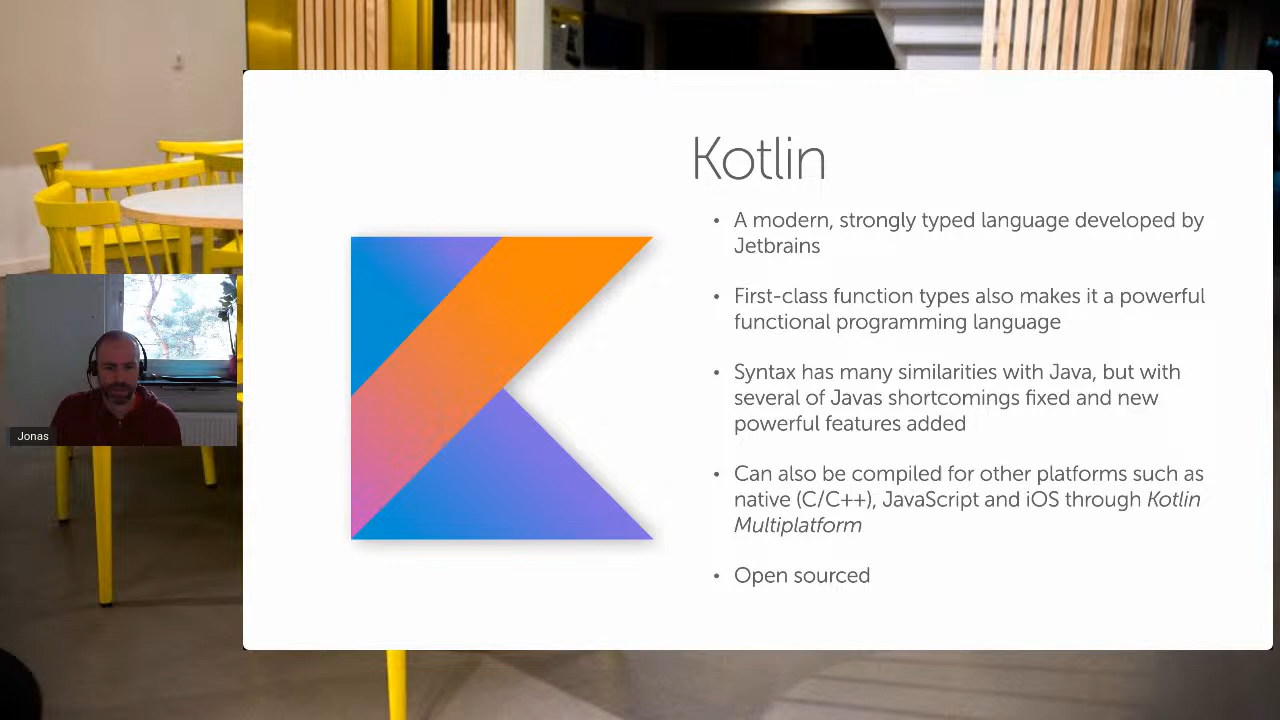 Kotlin
• A modern, strongly typed language developed by
Jetbrains
• First-class function types also makes it a powerful
functional programming language
• Syntax has many similarities with Java, but with
several of Javas shortcomings fixed and new
powerful features added
• Can also be compiled for other platforms such as
native (C/C++), JavaScript and iOS through Kotlin
Multiplatform
• Open sourced
Jonas